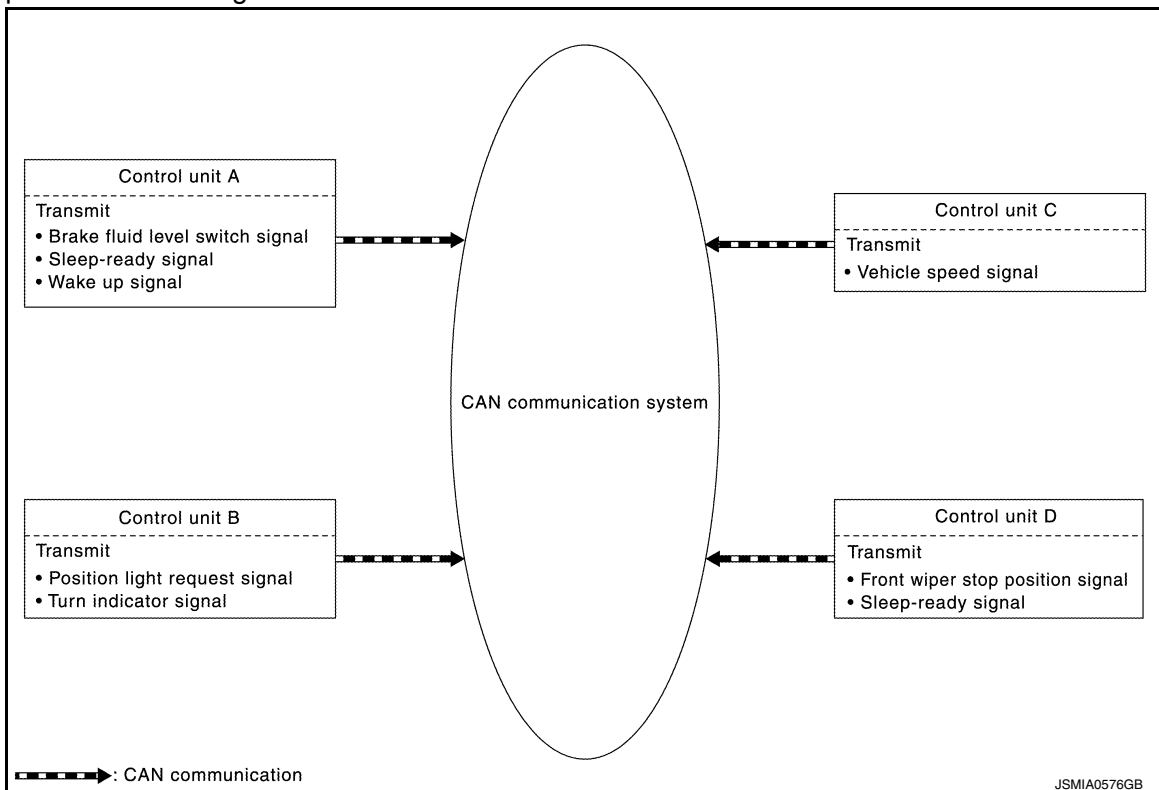 Control unit A
Transmit
• Brake fluid level switch signal
• Sleep-ready signal
• Wake up signal
Control unit C
Transmit
• Vehicle speed signal
CAN communication system
Control unit B
Transmit
• Position light request signal
• Turn indicator signal
Control unit D
Transmit
• Front wiper stop position signal
• Sleep-ready signal
: CAN communication
JSMIA0576GB